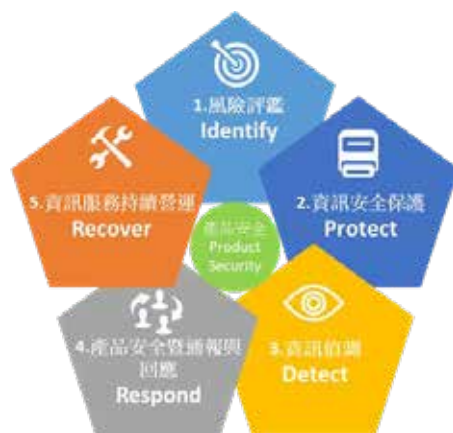 1.風險評鑑
Identify
2.資訊安全保護
Protect
3.資訊偵測
Detect
4.產品安全暨通報與
回應
Respond
5.資訊服務持續營運
Recover
產品安全
Product
Security